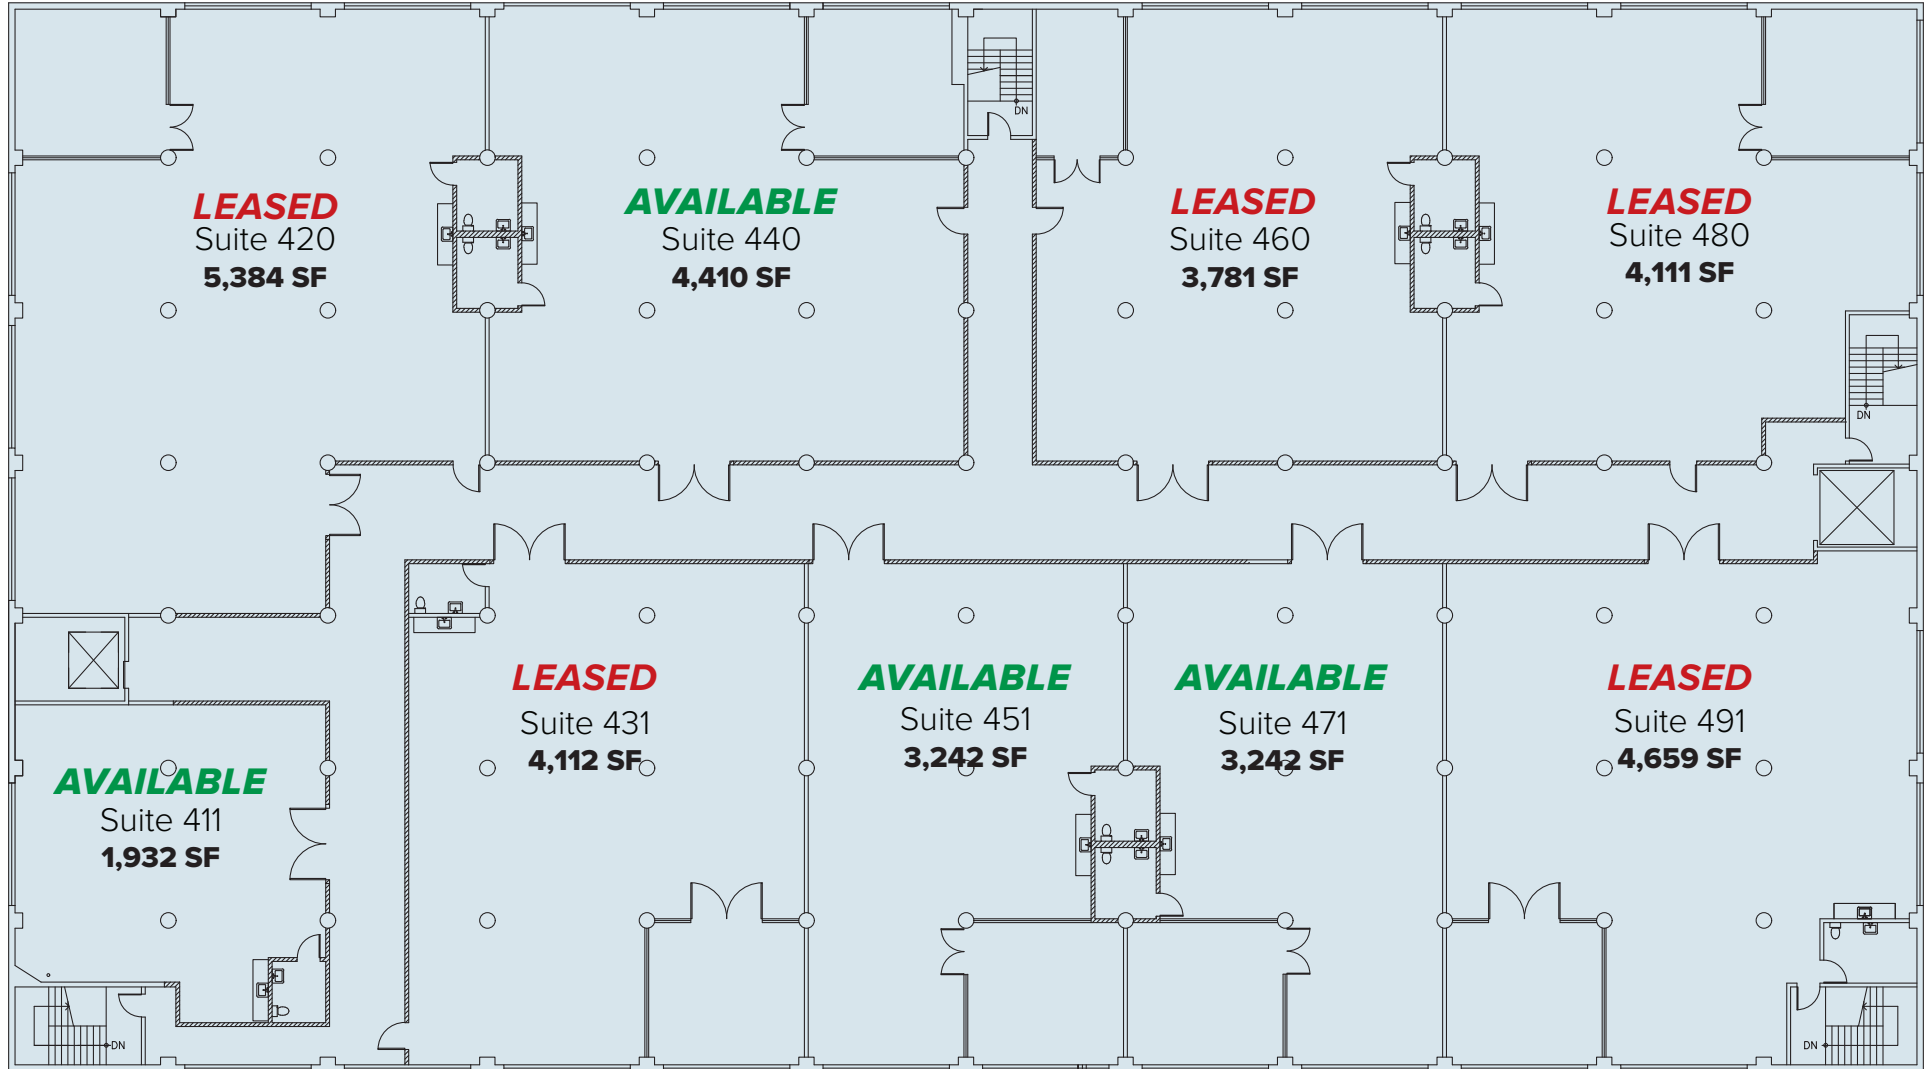 DN
LEASED
Suite 420
5,384 SF
AVAILABLE
Suite 440
4,410 SF
LEASED
Suite 460
3,781 SF
LEASED
Suite 480
4,111 SF
DN
LEASED
Suite 431
4,112 SF
AVAILABLE
Suite 451
3,242 SF
AVAILABLE
Suite 471
3,242 SF
LEASED
Suite 491
4,659 SF
AVAILABLE
Suite 411
1,932 SF
DN
DN